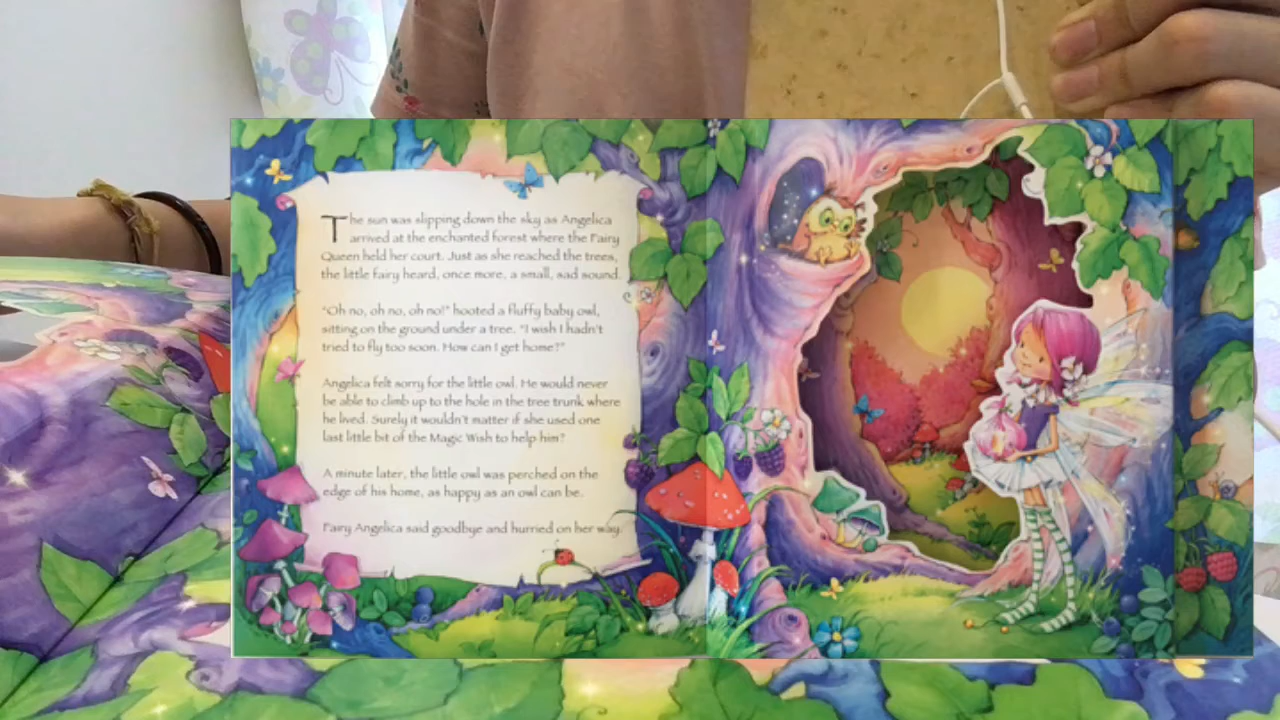 The sun was slipping down the sky as Angelica
arrived at the enchanted forest where the Fairy
Queen held her court. Just as she reached the trees,
the little fairy heard, once more, a small, sad sound.
"Oh no, oh no, oh no!" hooted a fluffy baby owl,
sitting on the ground under a tree. "I wish I hadn't
tried to fly too soon. How can I get home?"
Angelica felt sorry for the little owl. He would never
be able to climb up to the hole in the tree trunk where
he lived. Surely it wouldn't matter if she used one
last little bit of the Magic Wish to help him?
A minute later, the little owl was perched on the
edge of his home, as happy as an owl can be.
Fairy Angelica said goodbye and hurried on her way.